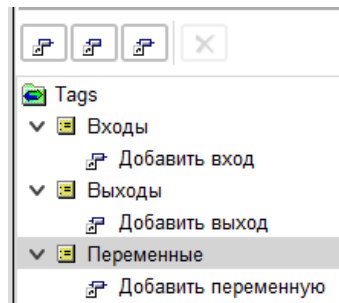 Tags
Входы
Добавить вход
Выходы
Добавить выход
Переменные
Добавить переменную